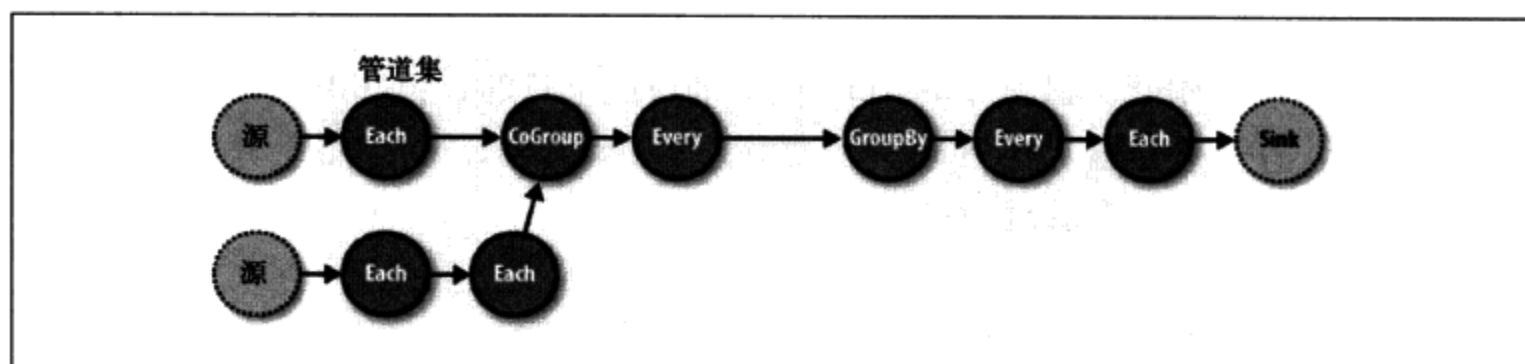 管道集
源
Each
CoGroup
Every
GroupBy
Every
Each
Sink
源
Each
Each